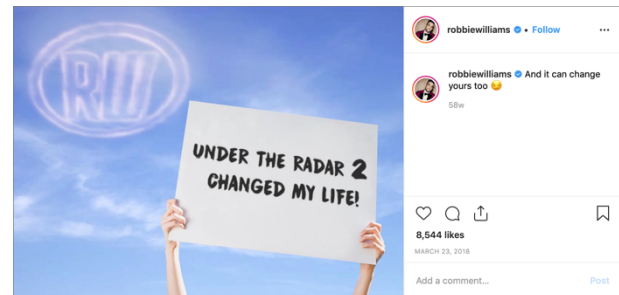 RW
UNDER THE RADAR 2
CHANGED MY LIFE!
robbiewilliams • Follow
robbiewilliams And it can change
yours too
58w
8,544 likes
MARCH 23, 2018
Add a comment...
Post